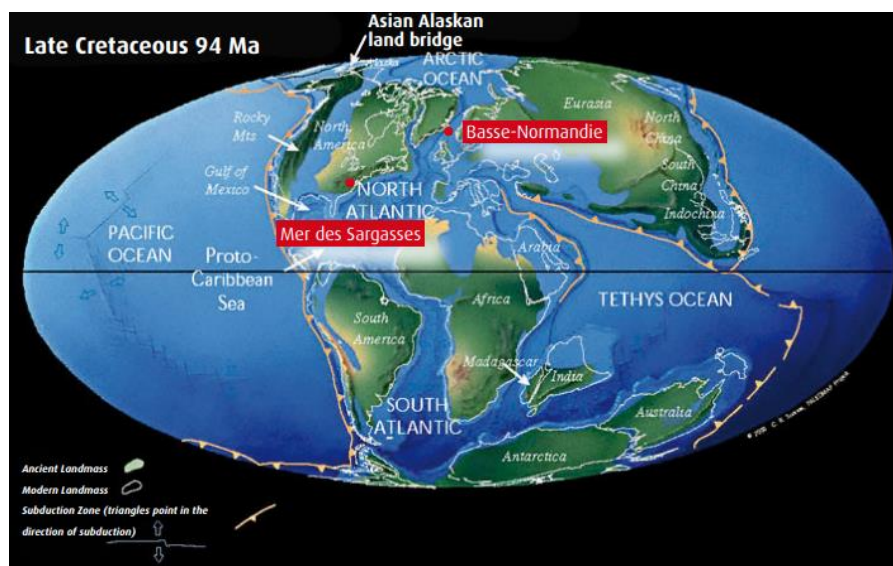 Late Cretaceous 94 Ma
Asian Alaskan
land bridge
Alaska
ARCTIC
OCEAN
Rocky
Mts
North
America
Eurasia
North
China
South
China
Indochina
Basse-Normandie
Gulf of
Mexico
NORTH
ATLANTIC
Mer des Sargasses
PACIFIC
OCEAN
Proto-
Caribbean
Sea
Arabia
Africa
TETHYS OCEAN
South
America
Madagascar
India
SOUTH
ATLANTIC
Australia
Antarctica
Ancient Landmass
Modern Landmass
Subduction Zone (triangles point in the
direction of subduction)
PALEOMAP Project